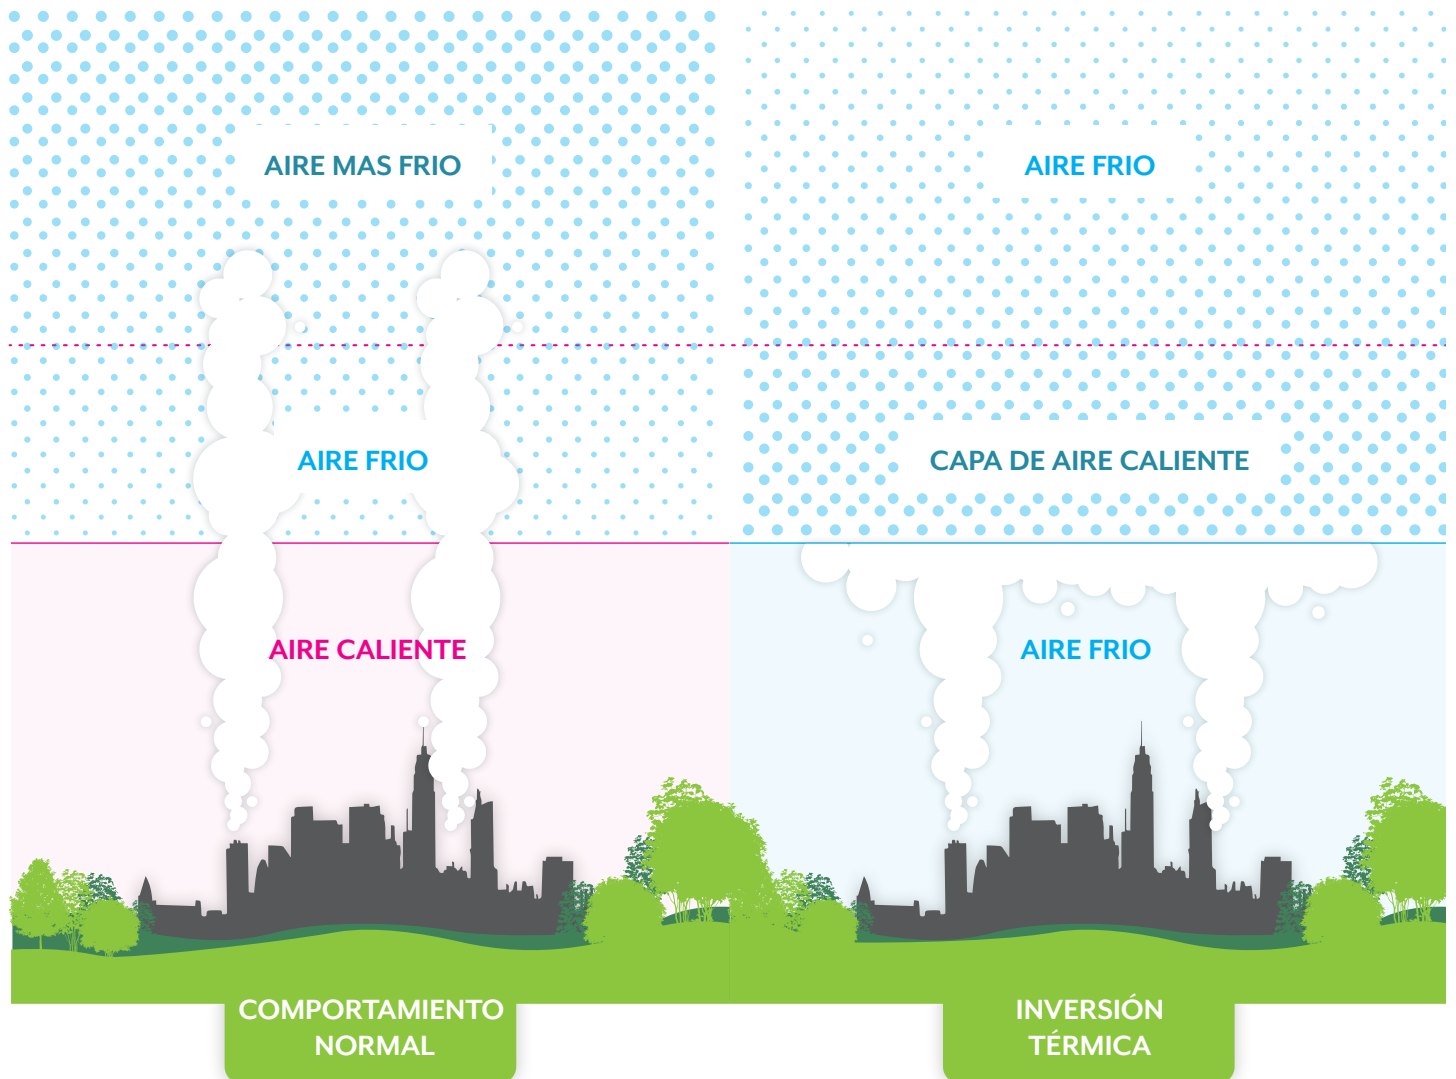 AIRE MAS FRIO
AIRE FRIO
AIRE CALIENTE
COMPORTAMIENTO
NORMAL
AIRE FRIO
CAPA DE AIRE CALIENTE
AIRE FRIO
INVERSIÓN
TÉRMICA